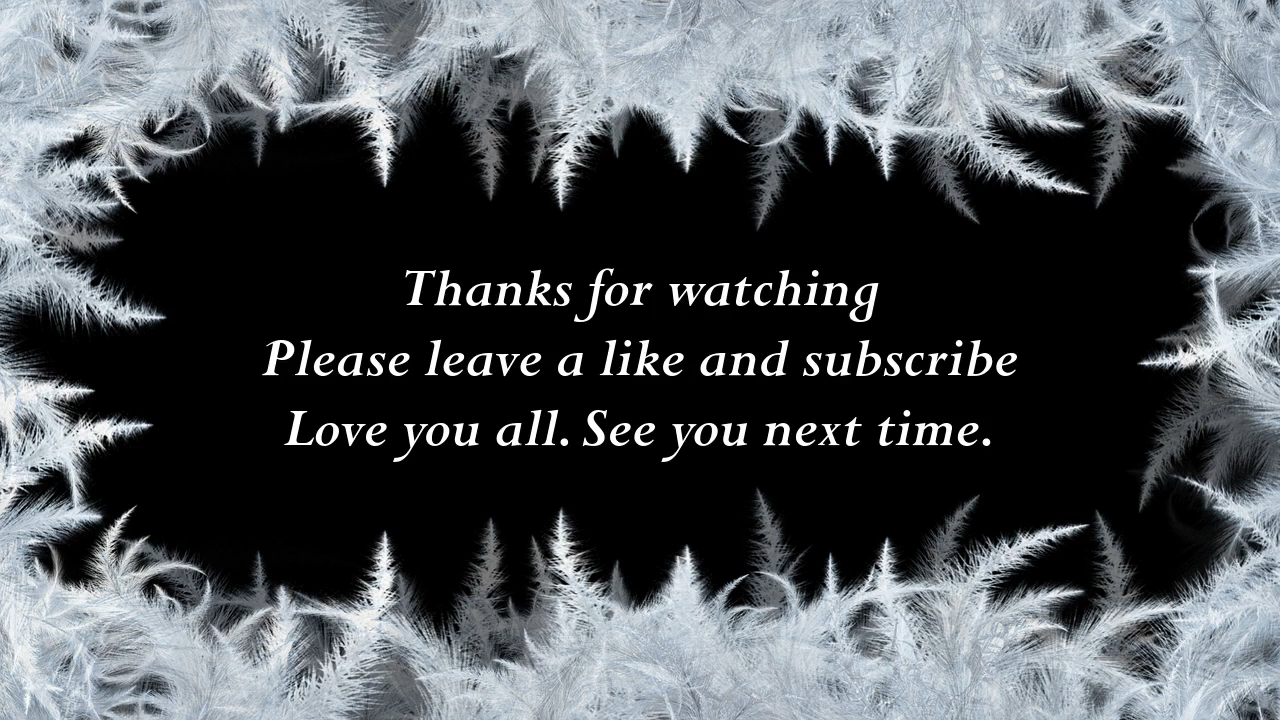 Thanks for watching
Please leave a like and subscribe
Love you all. See you next time.